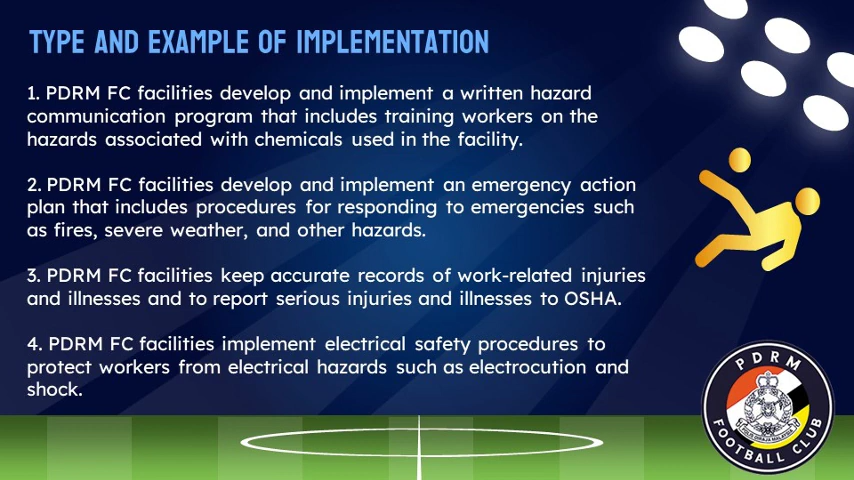 TYPE AND EXAMPLE OF IMPLEMENTATION
1. PDRM FC facilities develop and implement a written hazard
communication program that includes training workers on the
hazards associated with chemicals used in the facility.
2. PDRM FC facilities develop and implement an emergency action
plan that includes procedures for responding to emergencies such
as fires, severe weather, and other hazards.
3. PDRM FC facilities keep accurate records of work-related injuries
and illnesses and to report serious injuries and illnesses to OSHA.
4. PDRM FC facilities implement electrical safety procedures to
protect workers from electrical hazards such as electrocution and
shock.
PDRM
POLIS DIRAJA MALAYSIA
FOOTBALL CLUB